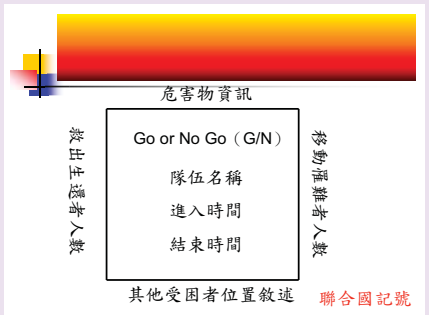 危害物資訊
救出生還者人數
Go or No Go（G/N）
隊伍名稱
進入時間
結束時間
移動罹難者人數
其他受困者位置敘述
聯合國記號